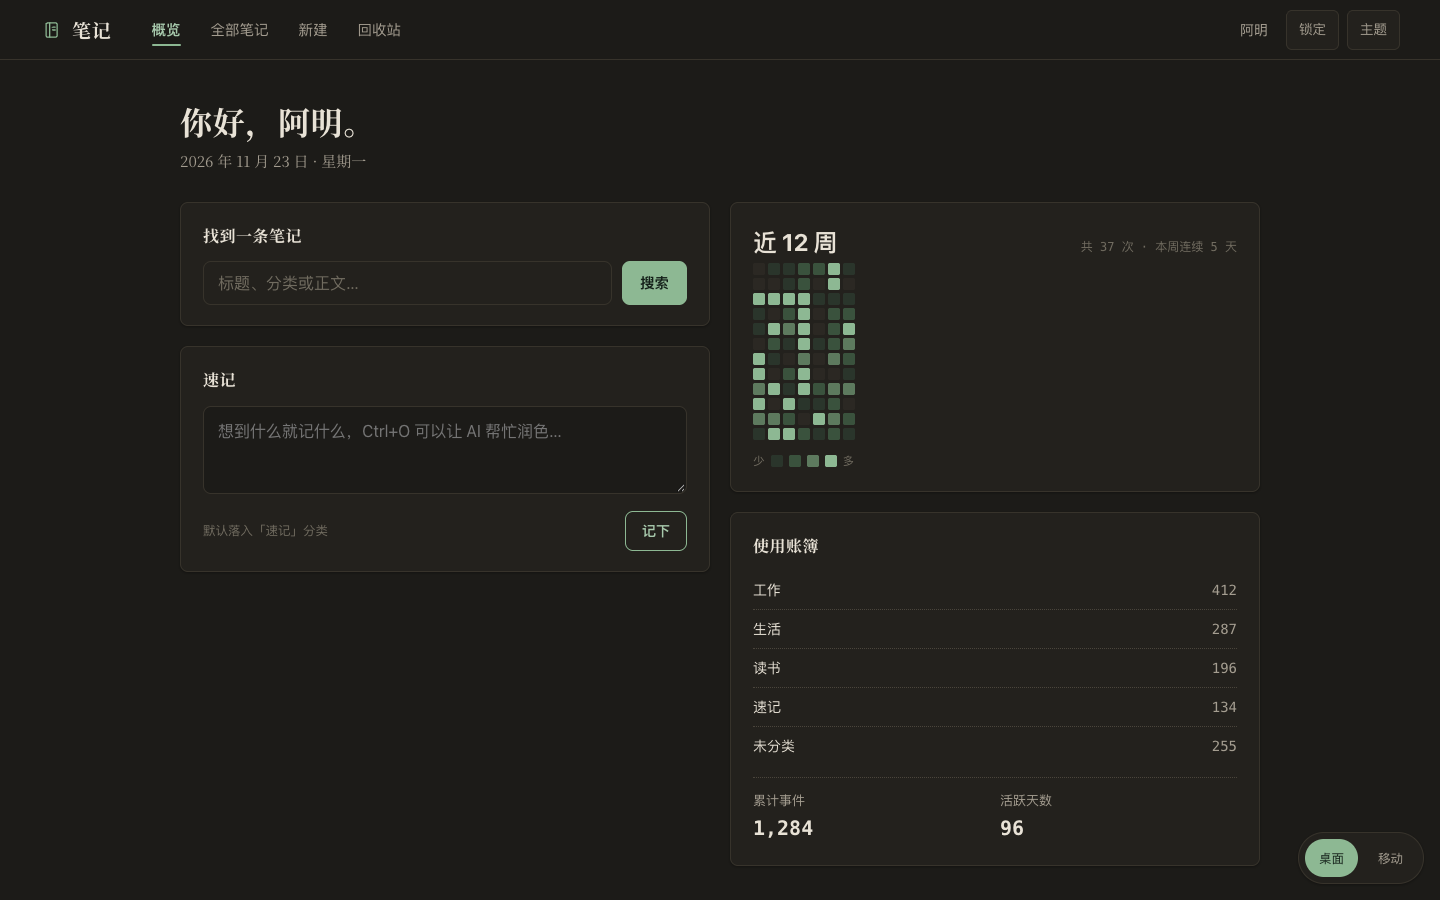 笔记 概览 全部笔记 新建 回收站 阿明 锁定 主题
你好，阿明。
2026 年 11 月 23 日 · 星期一
找到一条笔记
标题、分类或正文...
搜索
速记
想到什么就记什么，Ctrl+O 可以让 AI 帮忙润色...
默认落入「速记」分类
记下
近 12 周
共 37 次 · 本周连续 5 天
少 多
使用账簿
工作 412
生活 287
读书 196
速记 134
未分类 255
累计事件 活跃天数
1,284 96
桌面 移动